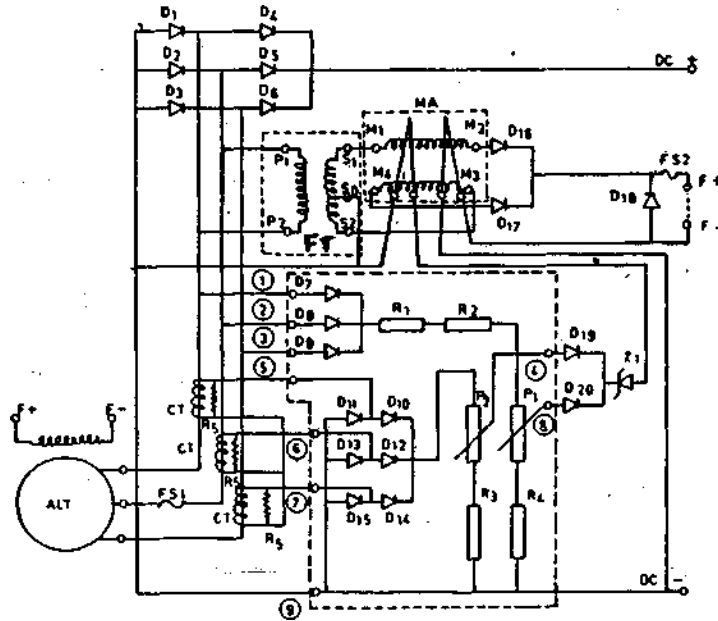 D1
D4
D2
D5
DC +
D3
D6
MA
M1
M2
D16
FS2
F+
P1
S1
S0
M4
M3
D18
P2
S2
D17
F-
FT
1
D7
2
D8
R1
R2
3
D9
D19
Z1
5
4
D11
D10
P2
P1
D20
F+
F-
CT
R5
8
CT
6
D13
D12
R5
ALT
FS1
7
R3
R4
CT
R5
D15
D14
DC -
9